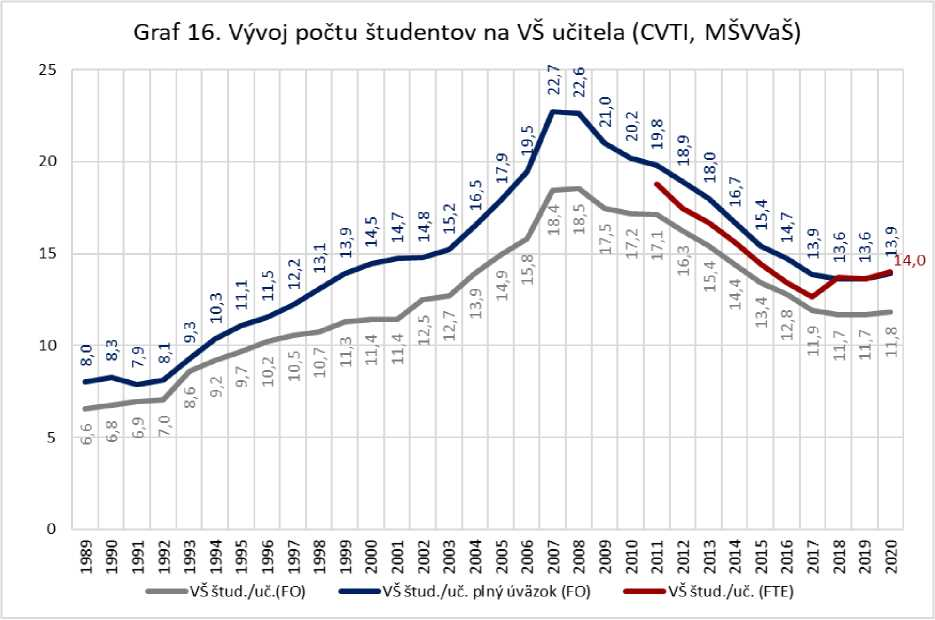 Graf 16. Vývoj počtu študentov na VŠ učitela (CVTI, MŠVVaŠ)
25
20
15
10
5
0
8,0 8,3 7,9 8,1 9,3 10,3 11,1 11,5 12,2 13,1 13,9 14,5 14,7 14,8 15,2 16,5 17,9 19,5 22,7 22,6 21,0 20,2 19,8 18,9 18,0 16,7 15,4 14,7 13,9 13,6 13,6 13,9
14,0
6,6 6,8 6,9 7,0 8,6 9,2 9,7 10,2 10,5 10,7 11,3 11,4 11,4 12,5 12,7 13,9 14,9 15,8 18,4 18,5 17,5 17,2 17,1 16,3 15,4 14,4 13,4 12,8 11,9 11,7 11,7 11,8
1989 1990 1991 1992 1993 1994 1995 1996 1997 1998 1999 2000 2001 2002 2003 2004 2005 2006 2007 2008 2009 2010 2011 2012 2013 2014 2015 2016 2017 2018 2019 2020
VŠ štud./uč.(FO) VŠ štud./uč. plný úväzok (FO) VŠ štud./uč. (FTE)